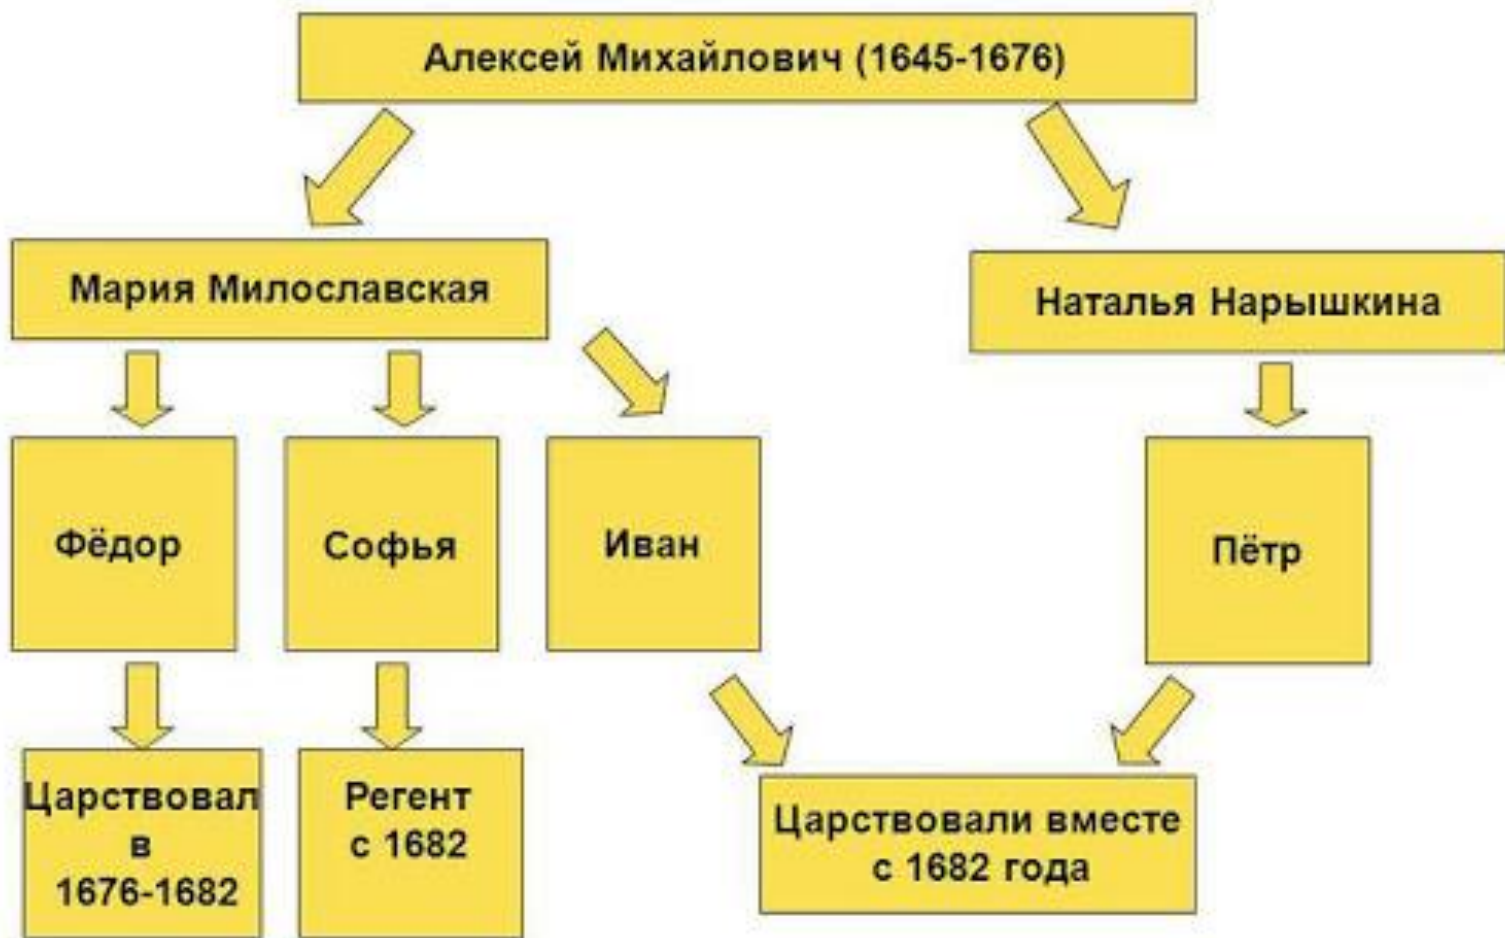 Алексей Михайлович (1645-1676)
Мария Милославская
Наталья Нарышкина
Фёдор
Софья
Иван
Пётр
Царствовал
в
1676-1682
Регент
с 1682
Царствовали вместе
с 1682 года